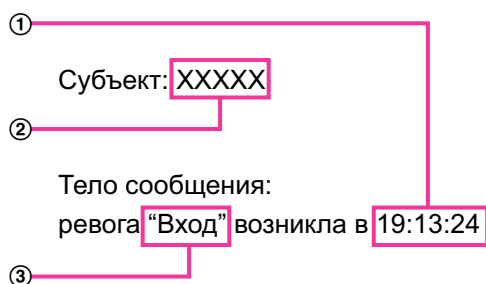 ①
Субъект: XXXXX
②
Тело сообщения:
ревога “Вход” возникла в 19:13:24
③